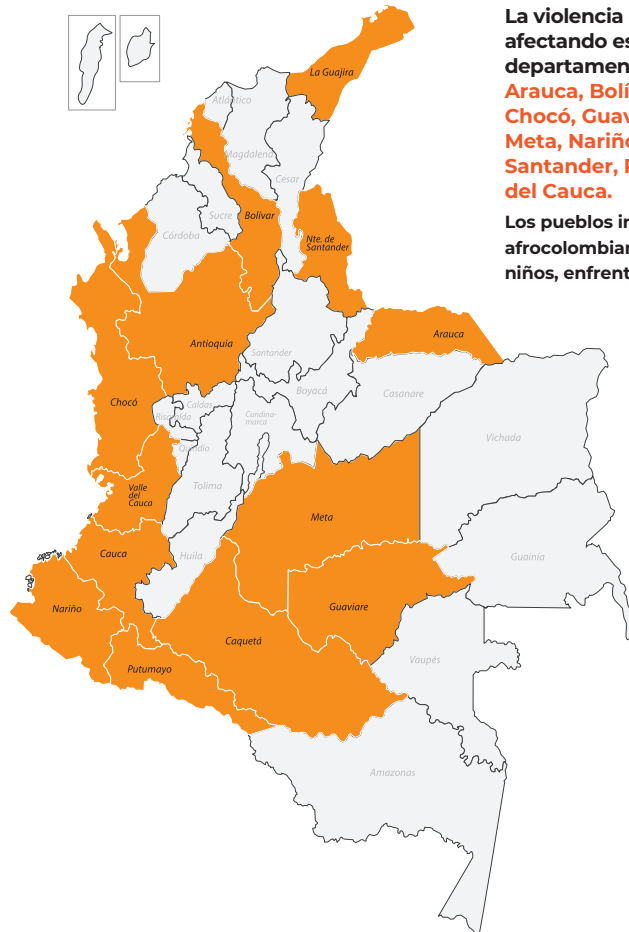 La violencia
afectando es
departamen
Arauca, Bolí
Chocó, Guav
Meta, Nariño
Santander, P
del Cauca.
Los pueblos in
afrocolombian
niños, enfrent
La Guajira
Atlántico
Magdalena
Cesar
Sucre
Bolívar
Córdoba
Nte. de
Santander
Antioquia
Arauca
Santander
Boyacá
Casanare
Chocó
Caldas
Risaralda
Cundina-
marca
Vichada
Quindío
Tolima
Valle
del
Cauca
Meta
Cauca
Huila
Guainía
Nariño
Guaviare
Caquetá
Putumayo
Vaupés
Amazonas